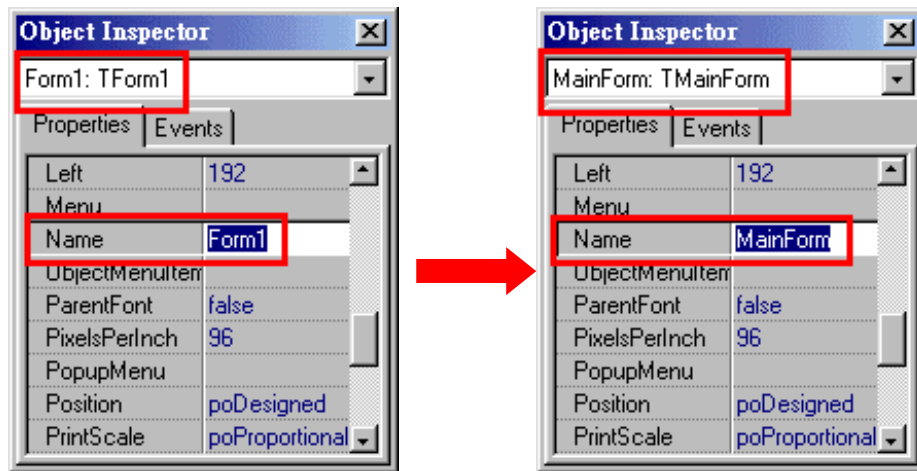 Object Inspector
Form1: TForm1
Properties
Events
Left 192
Menu
Name Form1
ObjectMenuItem
ParentFont false
PixelsPerInch 96
PopupMenu
Position poDesigned
PrintScale poProportional
Object Inspector
MainForm: TMainForm
Properties
Events
Left 192
Menu
Name MainForm
ObjectMenuItem
ParentFont false
PixelsPerInch 96
PopupMenu
Position poDesigned
PrintScale poProportional